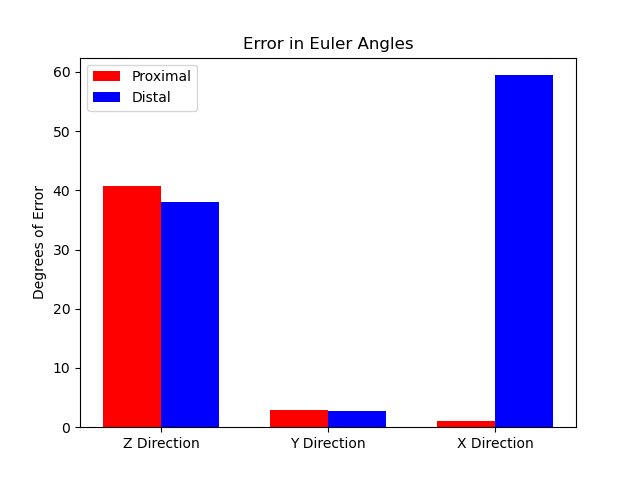 Error in Euler Angles
Proximal
Distal
Degrees of Error
60
50
40
30
20
10
0
Z Direction
Y Direction
X Direction